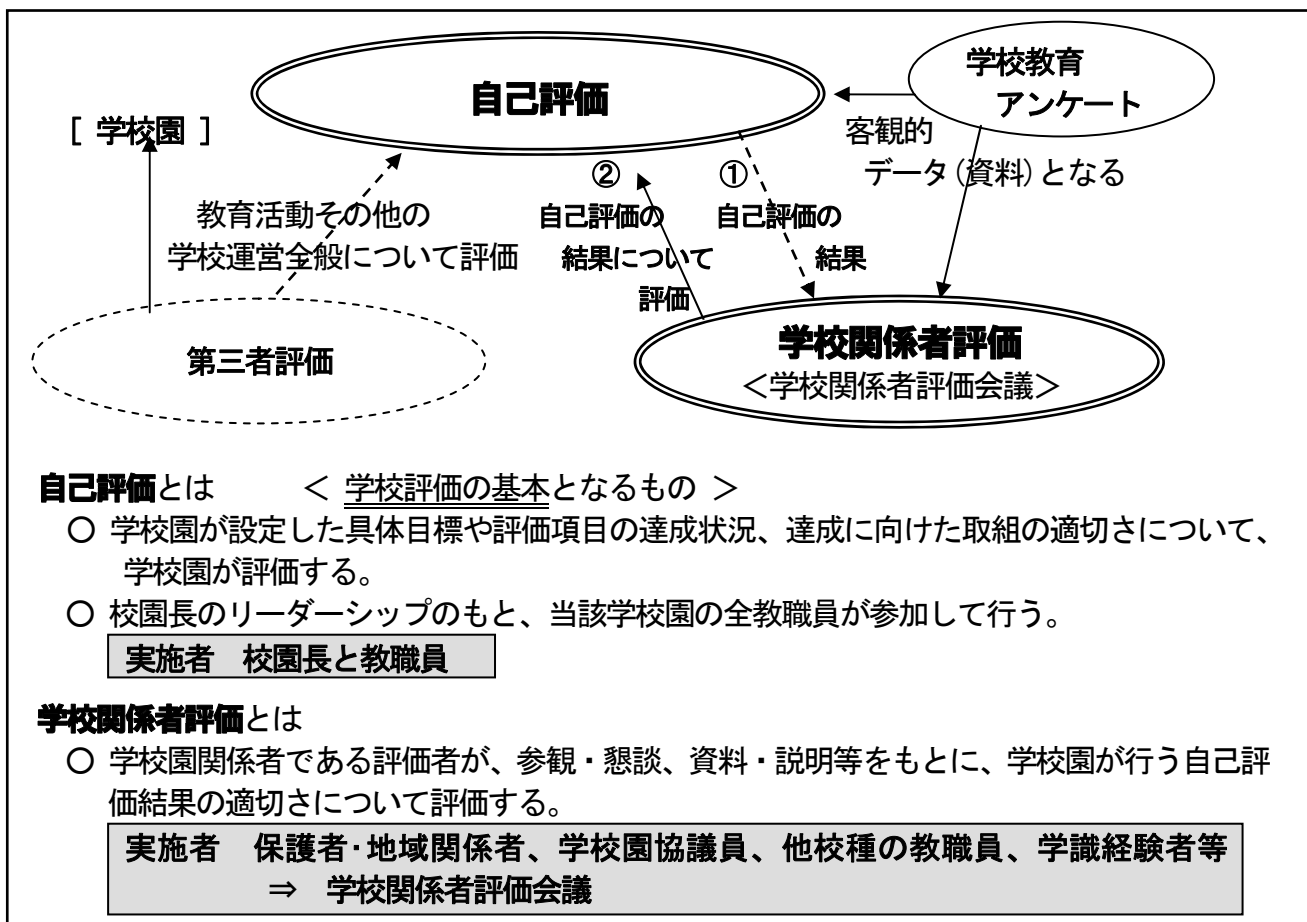 自己評価
学校教育
アンケート
[ 学校園 ]
客観的
データ(資料)となる
教育活動その他の
学校運営全般について評価
②
自己評価の
結果について
評価
①
自己評価の
結果
第三者評価
学校関係者評価
<学校関係者評価会議>
自己評価とは < 学校評価の基本となるもの >
○ 学校園が設定した具体目標や評価項目の達成状況、達成に向けた取組の適切さについて、
学校園が評価する。
○ 校園長のリーダーシップのもと、当該学校園の全教職員が参加して行う。
実施者 校園長と教職員
学校関係者評価とは
○ 学校園関係者である評価者が、参観・懇談、資料・説明等をもとに、学校園が行う自己評
価結果の適切さについて評価する。
実施者 保護者・地域関係者、学校園協議員、他校種の教職員、学識経験者等
⇒ 学校関係者評価会議